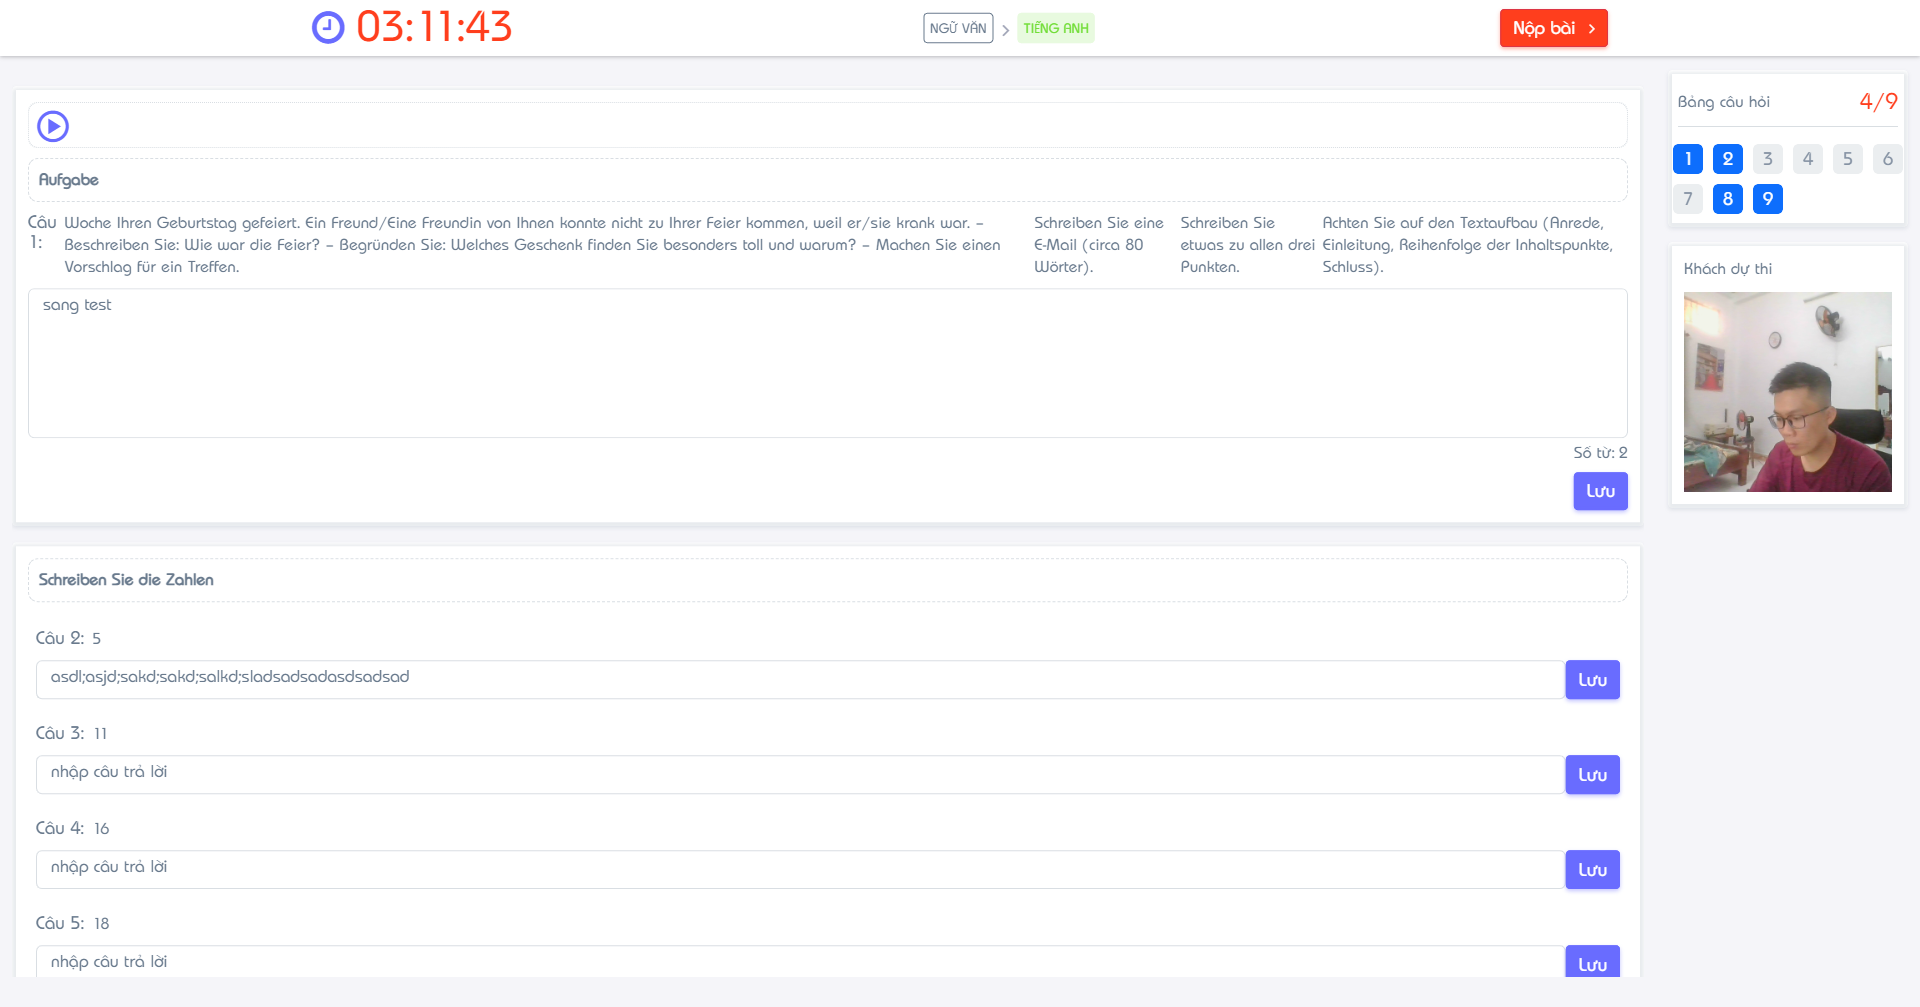 03:11:43
NGỮ VĂN
TIẾNG ANH
Nộp bài
Aufgabe
Câu 1:
Woche Ihren Geburtstag gefeiert. Ein Freund/Eine Freundin von Ihnen konnte nicht zu Ihrer Feier kommen, weil er/sie krank war. –
Beschreiben Sie: Wie war die Feier? – Begründen Sie: Welches Geschenk finden Sie besonders toll und warum? – Machen Sie einen
Vorschlag für ein Treffen.
Schreiben Sie eine
E-Mail (circa 80
Wörter).
Schreiben Sie
etwas zu allen drei
Punkten.
Achten Sie auf den Textaufbau (Anrede,
Einleitung, Reihenfolge der Inhaltspunkte,
Schluss).
sang test
Số từ: 2
Lưu
Schreiben Sie die Zahlen
Câu 2: 5
asdl;asjd;sakd;sakd;salkd;sladsadsadasdsadsad
Lưu
Câu 3: 11
nhập câu trả lời
Lưu
Câu 4: 16
nhập câu trả lời
Lưu
Câu 5: 18
nhập câu trả lời
Lưu
Bảng câu hỏi
4/9
1 2 3 4 5 6
7 8 9
Khách dự thi